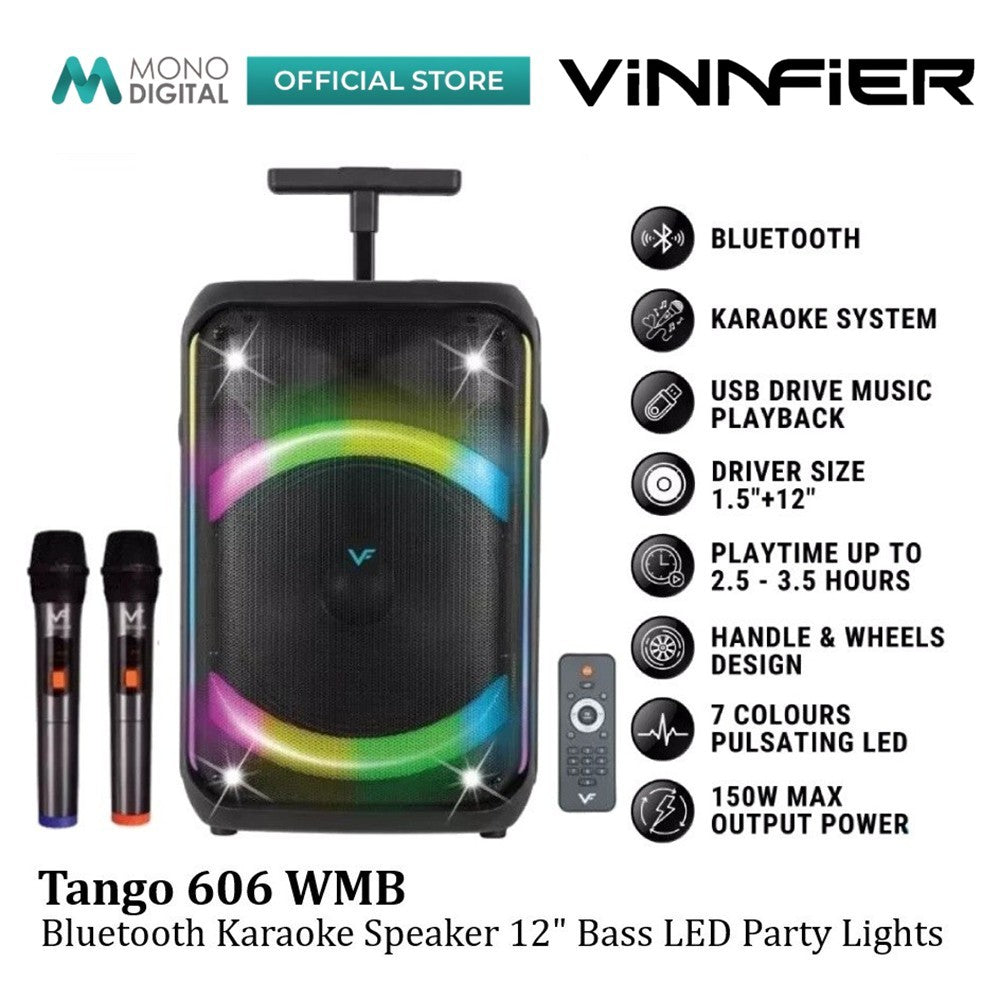 MONO
DIGITAL
OFFICIAL STORE
ViNNFiER
BLUETOOTH
KARAOKE SYSTEM
USB DRIVE MUSIC
PLAYBACK
DRIVER SIZE
1.5"+12"
PLAYTIME UP TO
2.5 - 3.5 HOURS
HANDLE & WHEELS
DESIGN
7 COLOURS
PULSATING LED
150W MAX
OUTPUT POWER
VF
VF
Tango 606 WMB
Bluetooth Karaoke Speaker 12" Bass LED Party Lights